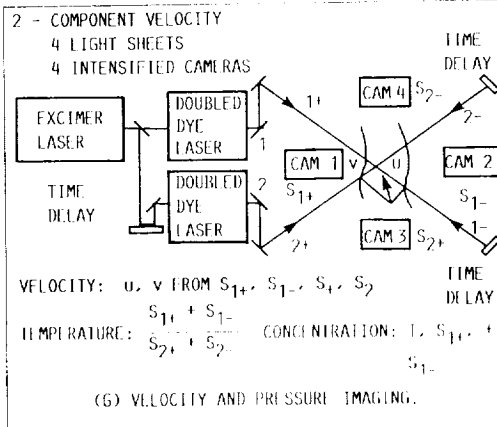 2 - COMPONENT VELOCITY
4 LIGHT SHEETS
4 INTENSIFIED CAMERAS
TIME
DELAY
EXCIMER
LASER
DOUBLED
DYE
LASER
1
1+
CAM 4
S2-
2-
CAM 1
V
U
CAM 2
S1+
S1-
1-
TIME
DELAY
DOUBLED
DYE
LASER
2
2+
CAM 3
S2+
TIME
DELAY
VELOCITY: U, V FROM S1+, S1-, S+, S2
TEMPERATURE: S1+ + S1-
S2+ + S2-
CONCENTRATION: T, S1+, +
S1-
(G) VELOCITY AND PRESSURE IMAGING.